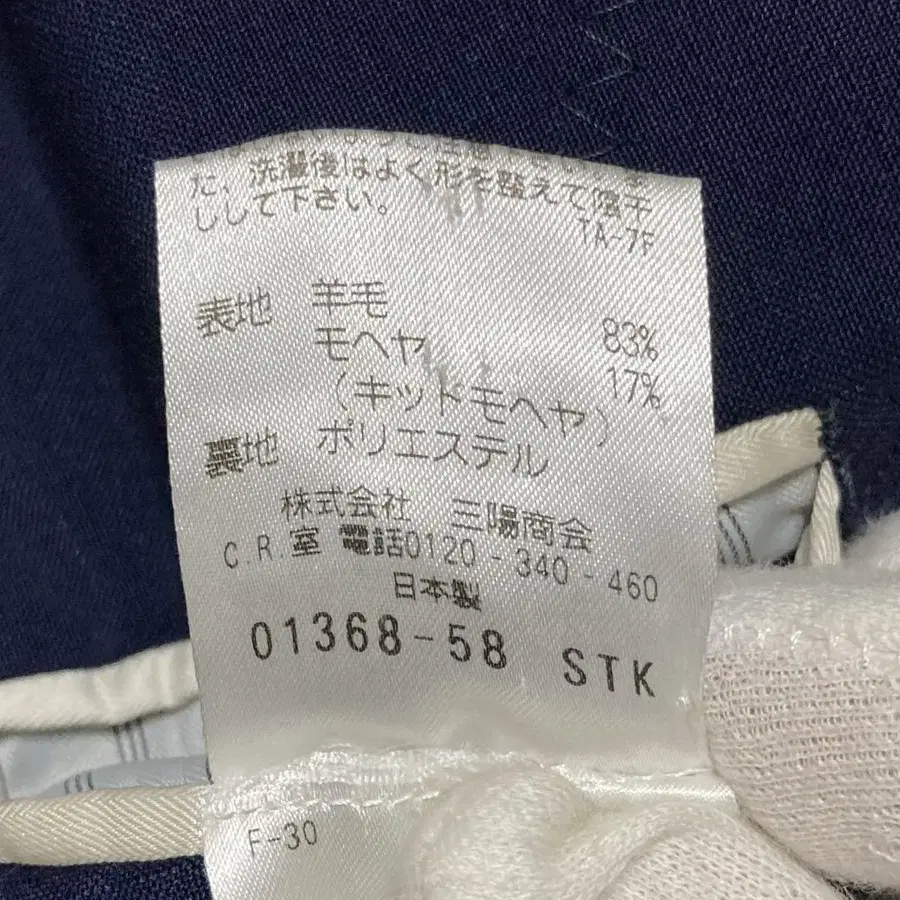 た、洗濯後はよく形を整えて陰干
ししして下さい。
TA-7F
表地 羊毛 83%
モヘヤ 17%
（キッドモヘヤ）
裏地 ポリエステル
株式会社 三陽商会
C.R.室 電話0120-340-460
日本製
01368-58 STK
F-30